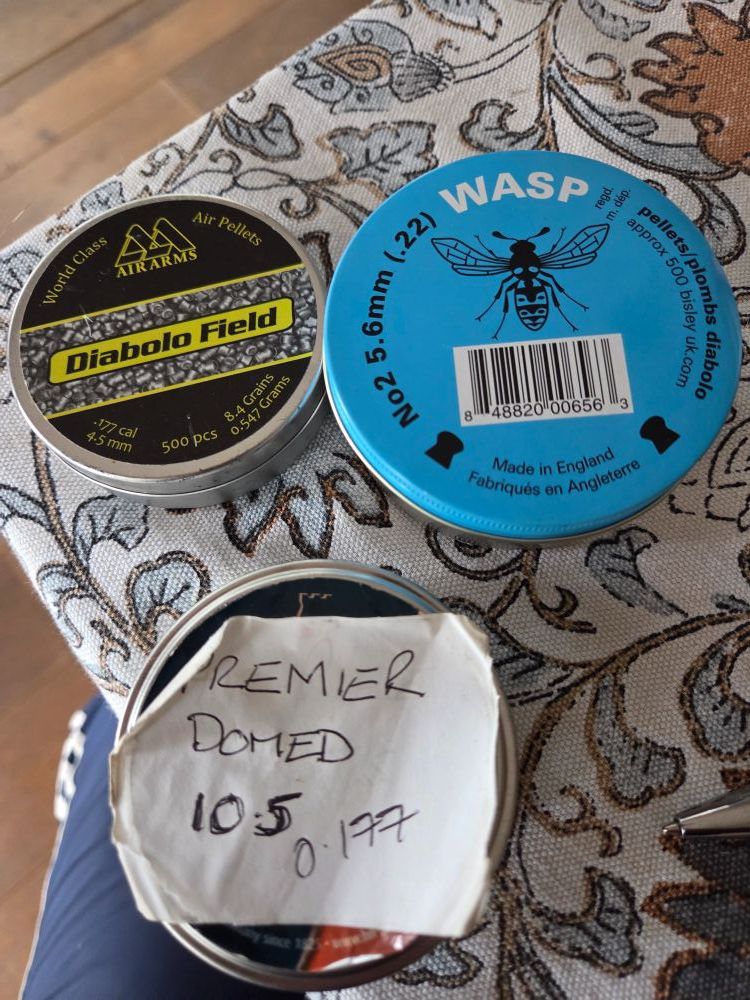 World Class
Air Pellets
AIR ARMS
Diabolo Field
.177 cal
4.5 mm
500 pcs
8.4 Grains
0.547 Grams
WASP
regd.
m. dép.
No2 5.6mm (.22)
pellets/plombs diabolo
approx 500 bisley uk.com
8 48820 00656 3
Made in England
Fabriqués en Angleterre
PREMIER
DOMED
10.5
0.177
since